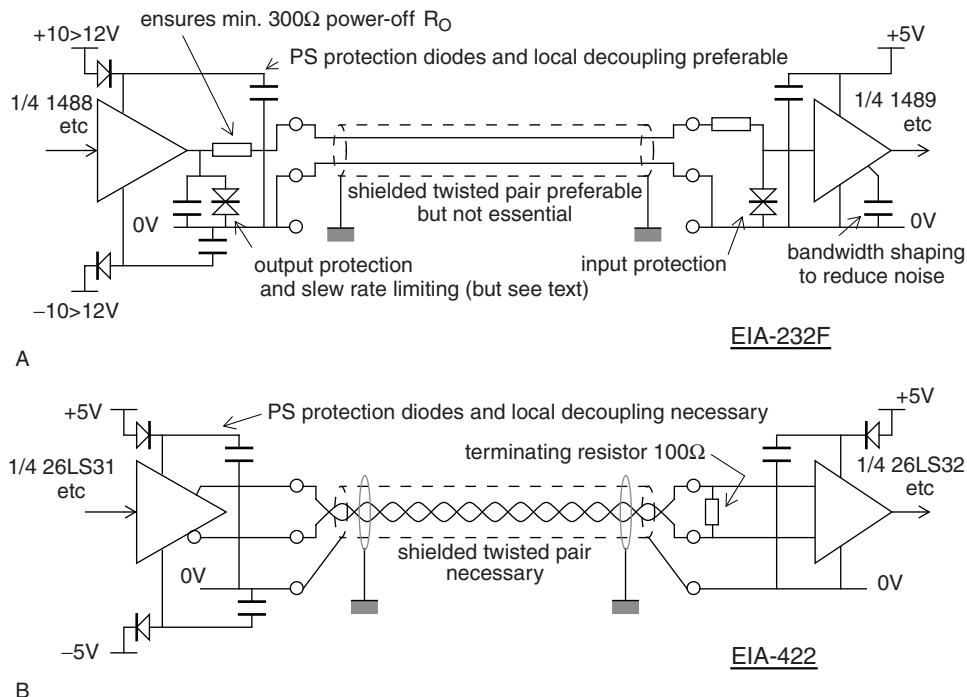 ensures min. 300Ω power-off RO
+10>12V
PS protection diodes and local decoupling preferable
+5V
1/4 1488
etc
1/4 1489
etc
shielded twisted pair preferable
but not essential
0V
0V
output protection
and slew rate limiting (but see text)
input protection
bandwidth shaping
to reduce noise
−10>12V
EIA-232F
A
+5V
PS protection diodes and local decoupling necessary
+5V
terminating resistor 100Ω
1/4 26LS31
etc
1/4 26LS32
etc
shielded twisted pair
necessary
0V
0V
−5V
EIA-422
B